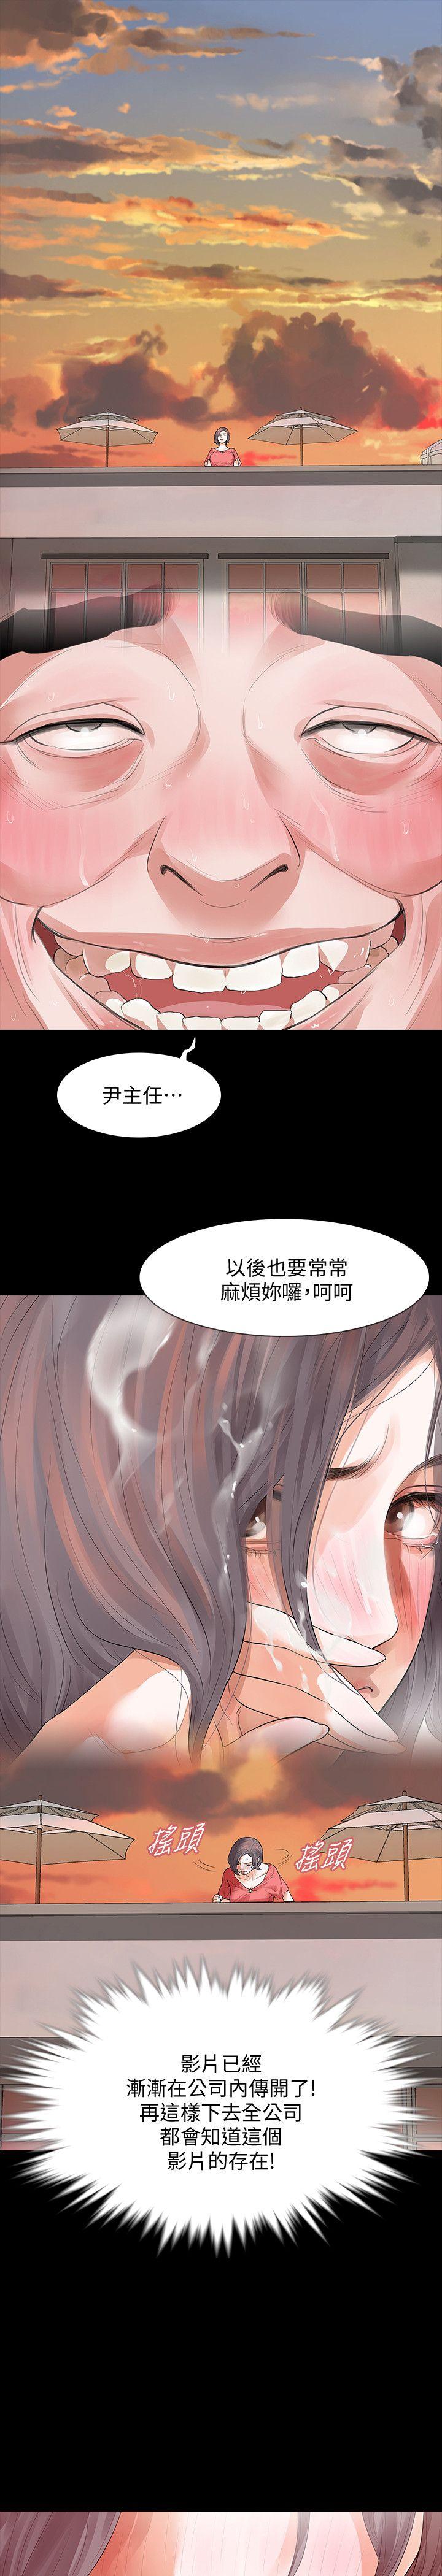 尹主任…
以後也要常常
麻煩妳囉,呵呵
搖頭
搖頭
影片已經
漸漸在公司內傳開了!
再這樣下去全公司
都會知道這個
影片的存在!